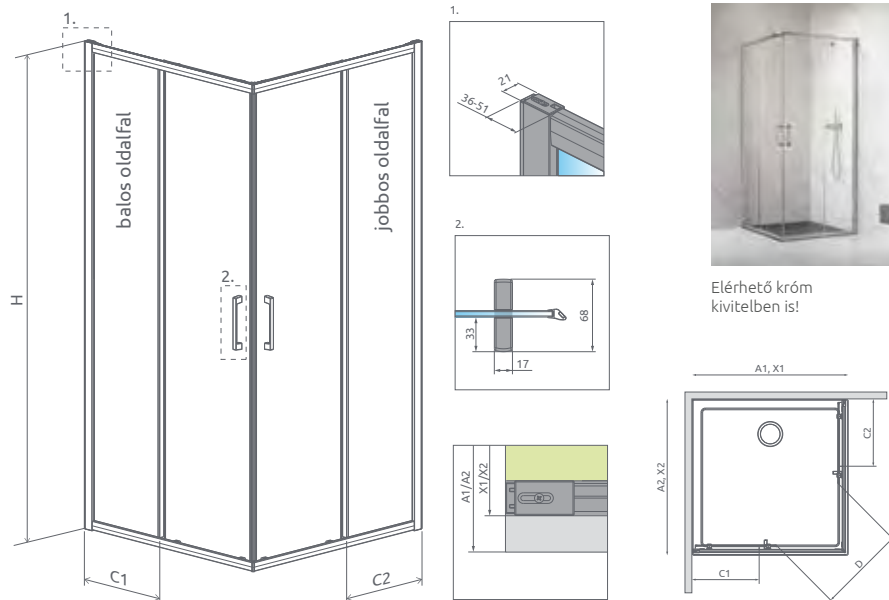 1.
balos oldalfal
jobbos oldalfal
H
2.
C1
C2
1.
21
36-51
2.
33
68
17
A1/A2
X1/X2
Elérhető króm
kivitelben is!
A1, X1
A2, X2
C2
C1
D